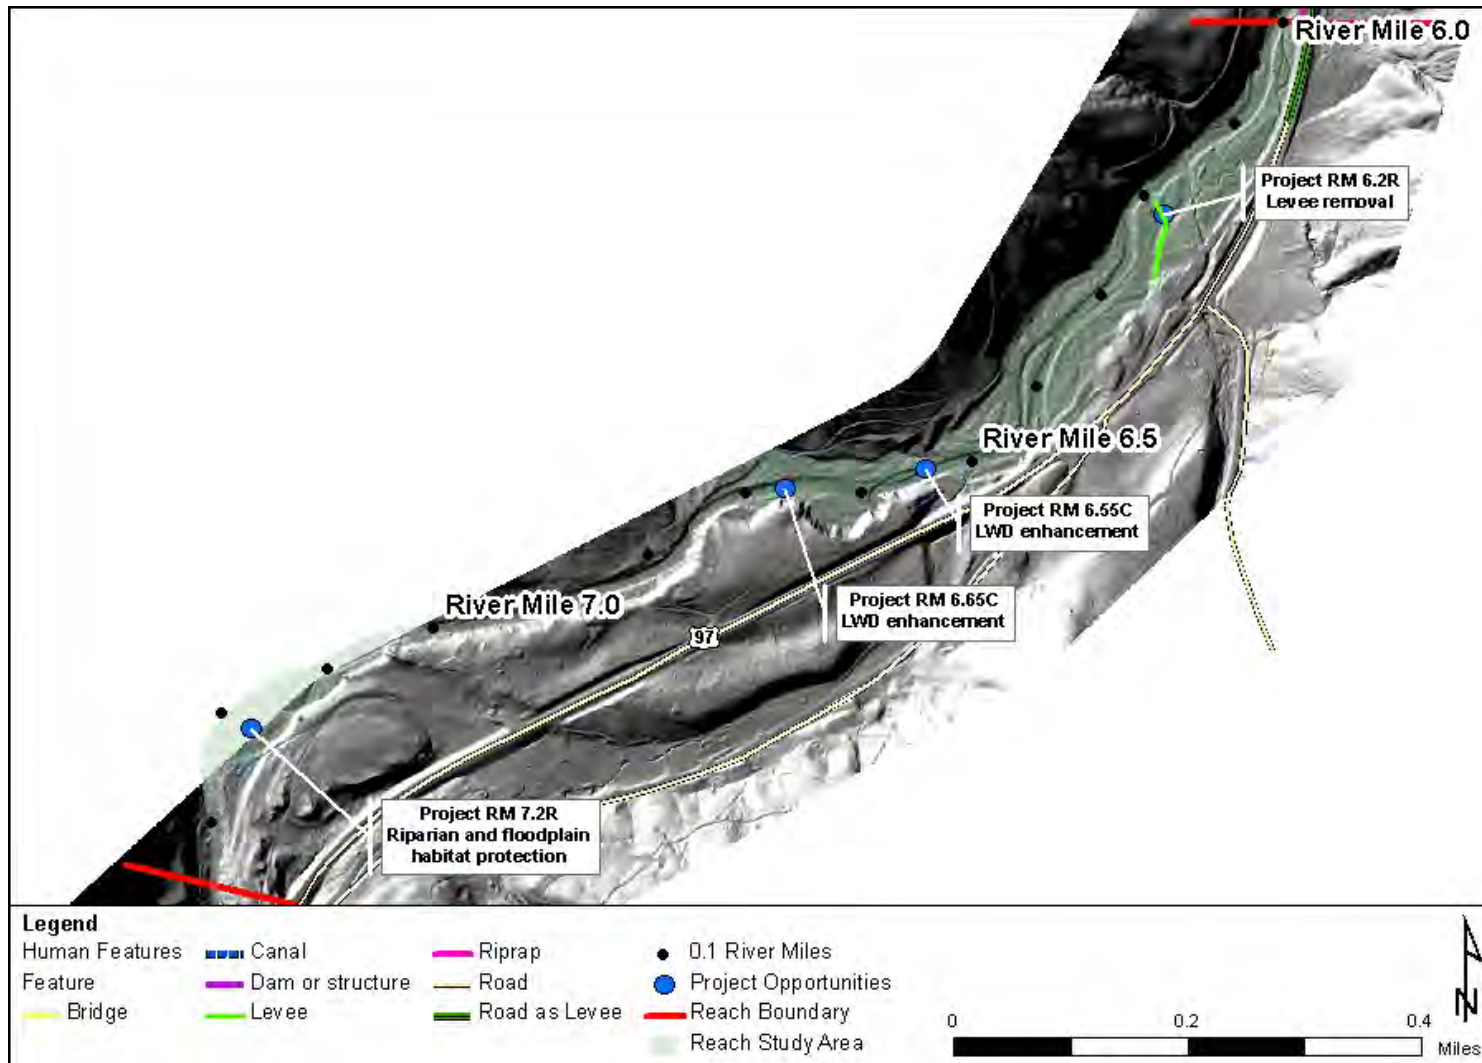 River Mile 6.0
Project RM 6.2R
Levee removal
River Mile 6.5
Project RM 6.55C
LWD enhancement
Project RM 6.65C
LWD enhancement
River Mile 7.0
97
Project RM 7.2R
Riparian and floodplain
habitat protection
Legend
Human Features
Feature
Bridge
Canal
Dam or structure
Levee
Riprap
Road
Road as Levee
0.1 River Miles
Project Opportunities
Reach Boundary
Reach Study Area
0 0.2 0.4
Miles
N